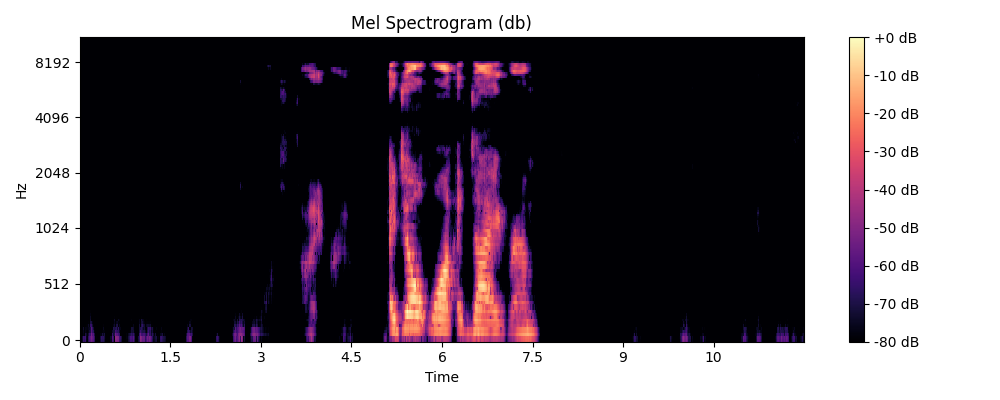 Mel Spectrogram (db)
Hz
8192
4096
2048
1024
512
0
0 1.5 3 4.5 6 7.5 9 10
Time
+0 dB
-10 dB
-20 dB
-30 dB
-40 dB
-50 dB
-60 dB
-70 dB
-80 dB